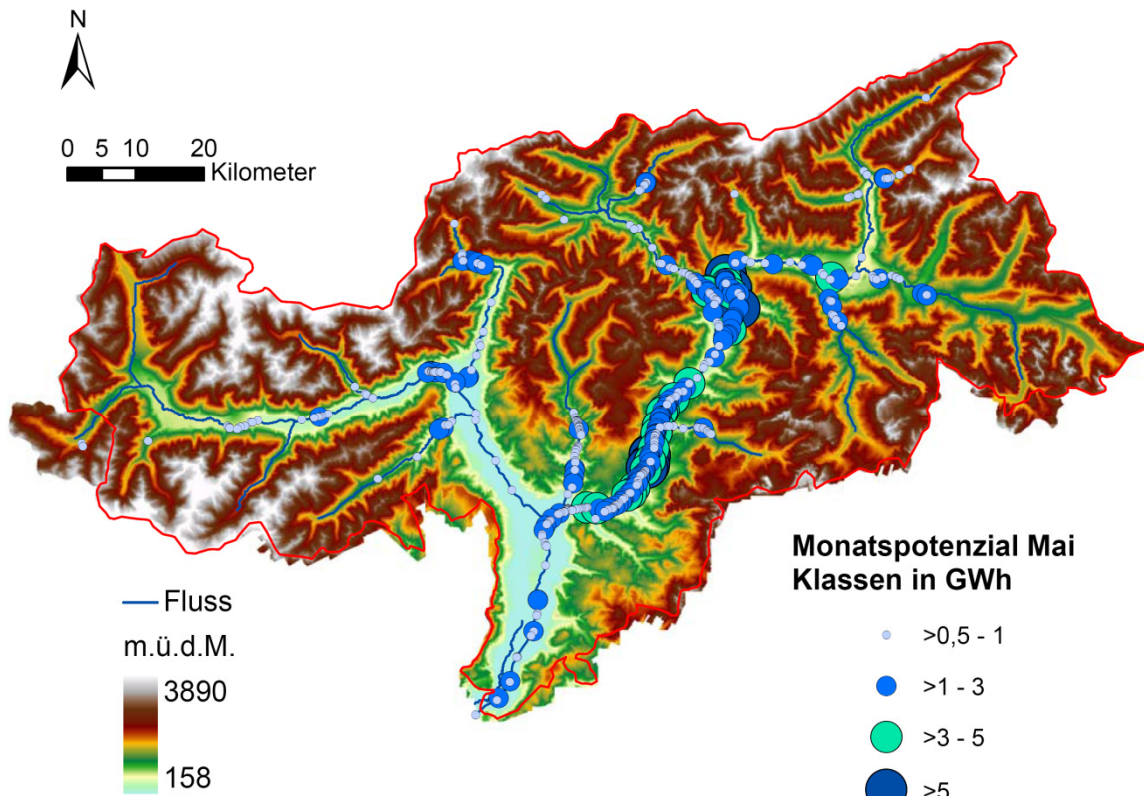 N
0 5 10 20
Kilometer
Fluss
m.ü.d.M.
3890
158
Monatspotenzial Mai
Klassen in GWh
>0,5 - 1
>1 - 3
>3 - 5
>5